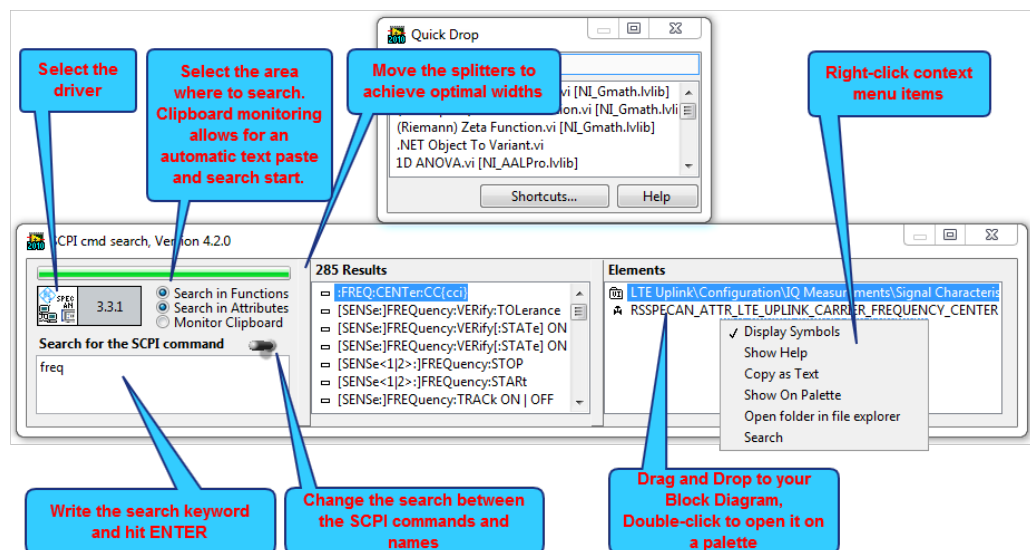 Quick Drop
Select the
driver
Select the area
where to search.
Clipboard monitoring
allows for an
automatic text paste
and search start.
Move the splitters to
achieve optimal widths
Right-click context
menu items
.vi [NI_Gmath.lvlib]
.vi [NI_Gmath.lvli
(Riemann) Zeta Function.vi [NI_Gmath.lvlib]
.NET Object To Variant.vi
1D ANOVA.vi [NI_AALPro.lvlib]
Shortcuts...
Help
SCPI cmd search, Version 4.2.0
SPEC
AN
3.3.1
Search in Functions
Search in Attributes
Monitor Clipboard
Search for the SCPI command
freq
285 Results
:FREQ:CENTer:CC{cci}
[SENSe:]FREQuency:VERify:TOLerance
[SENSe:]FREQuency:VERify[:STATe] ON
[SENSe:]FREQuency:VERify[:STATe] ON
[SENSe<1|2>:]FREQuency:STOP
[SENSe<1|2>:]FREQuency:STARt
[SENSe:]FREQuency:TRACk ON | OFF
Elements
LTE Uplink\Configuration\IQ Measurements\Signal Characteris
RSSPECAN_ATTR_LTE_UPLINK_CARRIER_FREQUENCY_CENTER
✓ Display Symbols
Show Help
Copy as Text
Show On Palette
Open folder in file explorer
Search
Write the search keyword
and hit ENTER
Change the search between
the SCPI commands and
names
Drag and Drop to your
Block Diagram,
Double-click to open it on
a palette